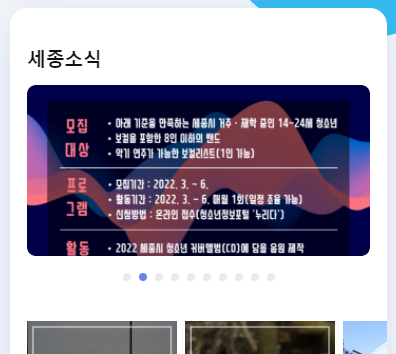 세종소식
모집
대상
• 아래 기준을 만족하는 세종시 거주 · 재학 중인 14~24세 청소년
• 보컬을 포함한 8인 이하의 밴드
• 악기 연주가 가능한 보컬리스트(1인 가능)
프로
그램
• 모집기간 : 2022. 3. ~ 6.
• 활동기간 : 2022. 3. ~ 6. 매월 1회(일정 조율 가능)
• 신청방법 : 온라인 접수(청소년정보포털 '누리다')
활동
• 2022 세종시 청소년 커버앨범(CD)에 담을 음원 제작